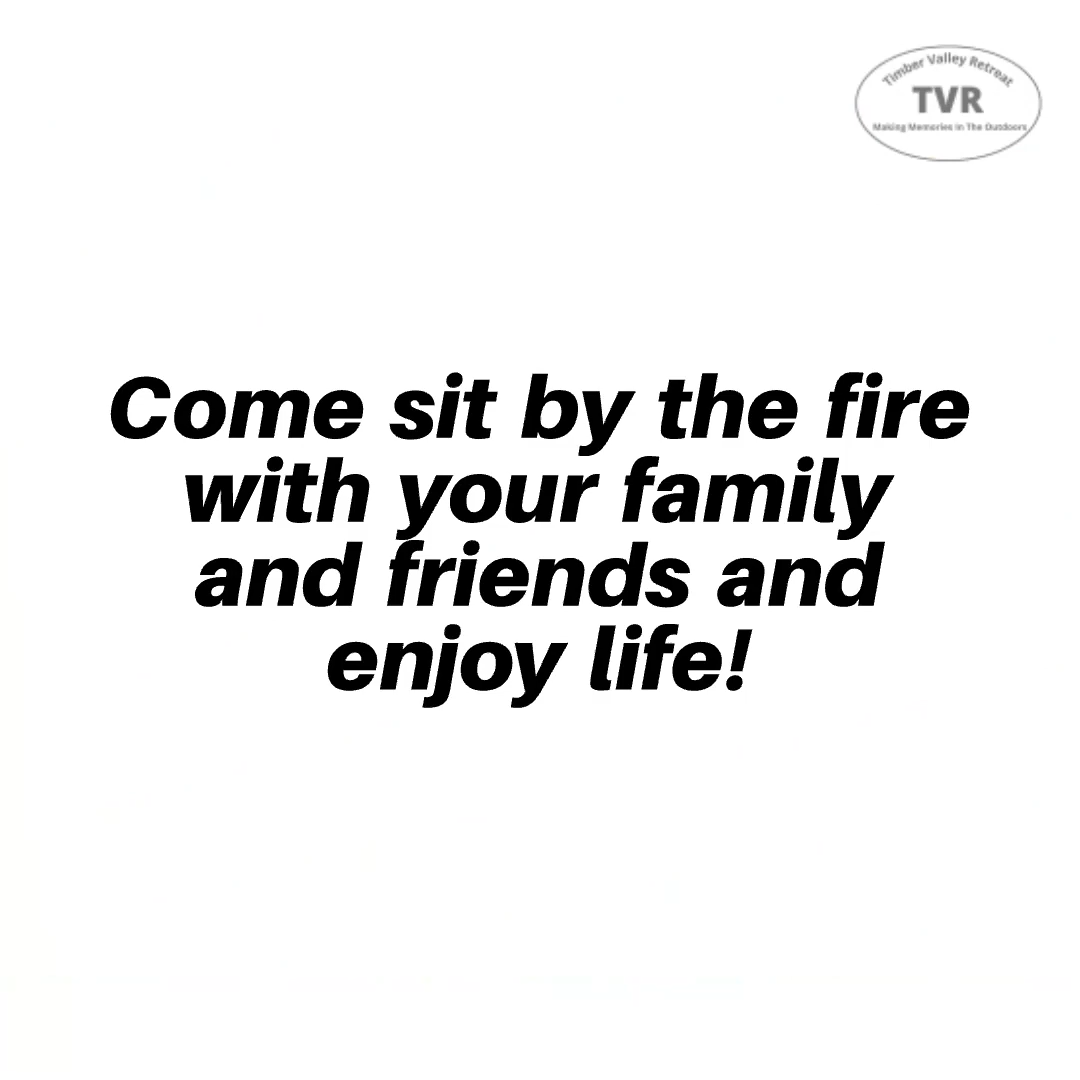 Timber Valley Retreat
TVR
Making Memories In The Outdoors
Come sit by the fire
with your family
and friends and
enjoy life!